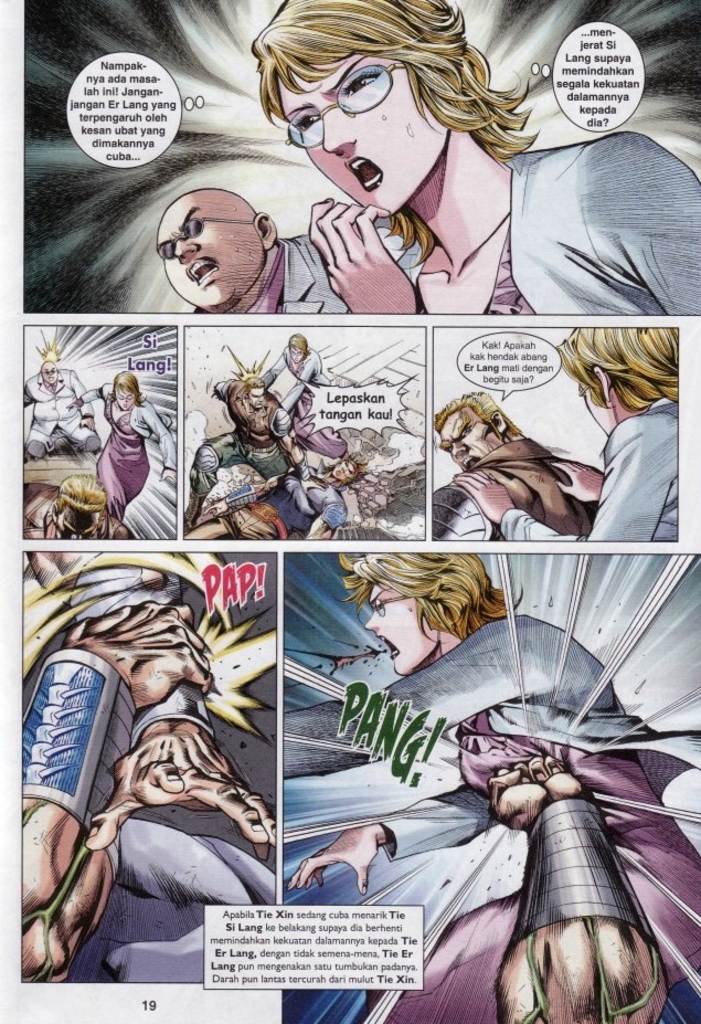 Nampak-
nya ada masa-
lah ini! Jangan-
jangan Er Lang yang
terpengaruh oleh
kesan ubat yang
dimakannya
cuba...
...men-
jerat Si
Lang supaya
memindahkan
segala kekuatan
dalamannya
kepada
dia?
Si
Lang!
Lepaskan
tangan kau!
Kak! Apakah
kak hendak abang
Er Lang mati dengan
begitu saja?
PAP!
PANG!
Apabila Tie Xin sedang cuba menarik Tie
Si Lang ke belakang supaya dia berhenti
memindahkan kekuatan dalamannya kepada Tie
Er Lang, dengan tidak semena-mena, Tie Er
Lang pun mengenakan satu tumbukan padanya.
Darah pun lantas tercurah dari mulut Tie Xin.
19